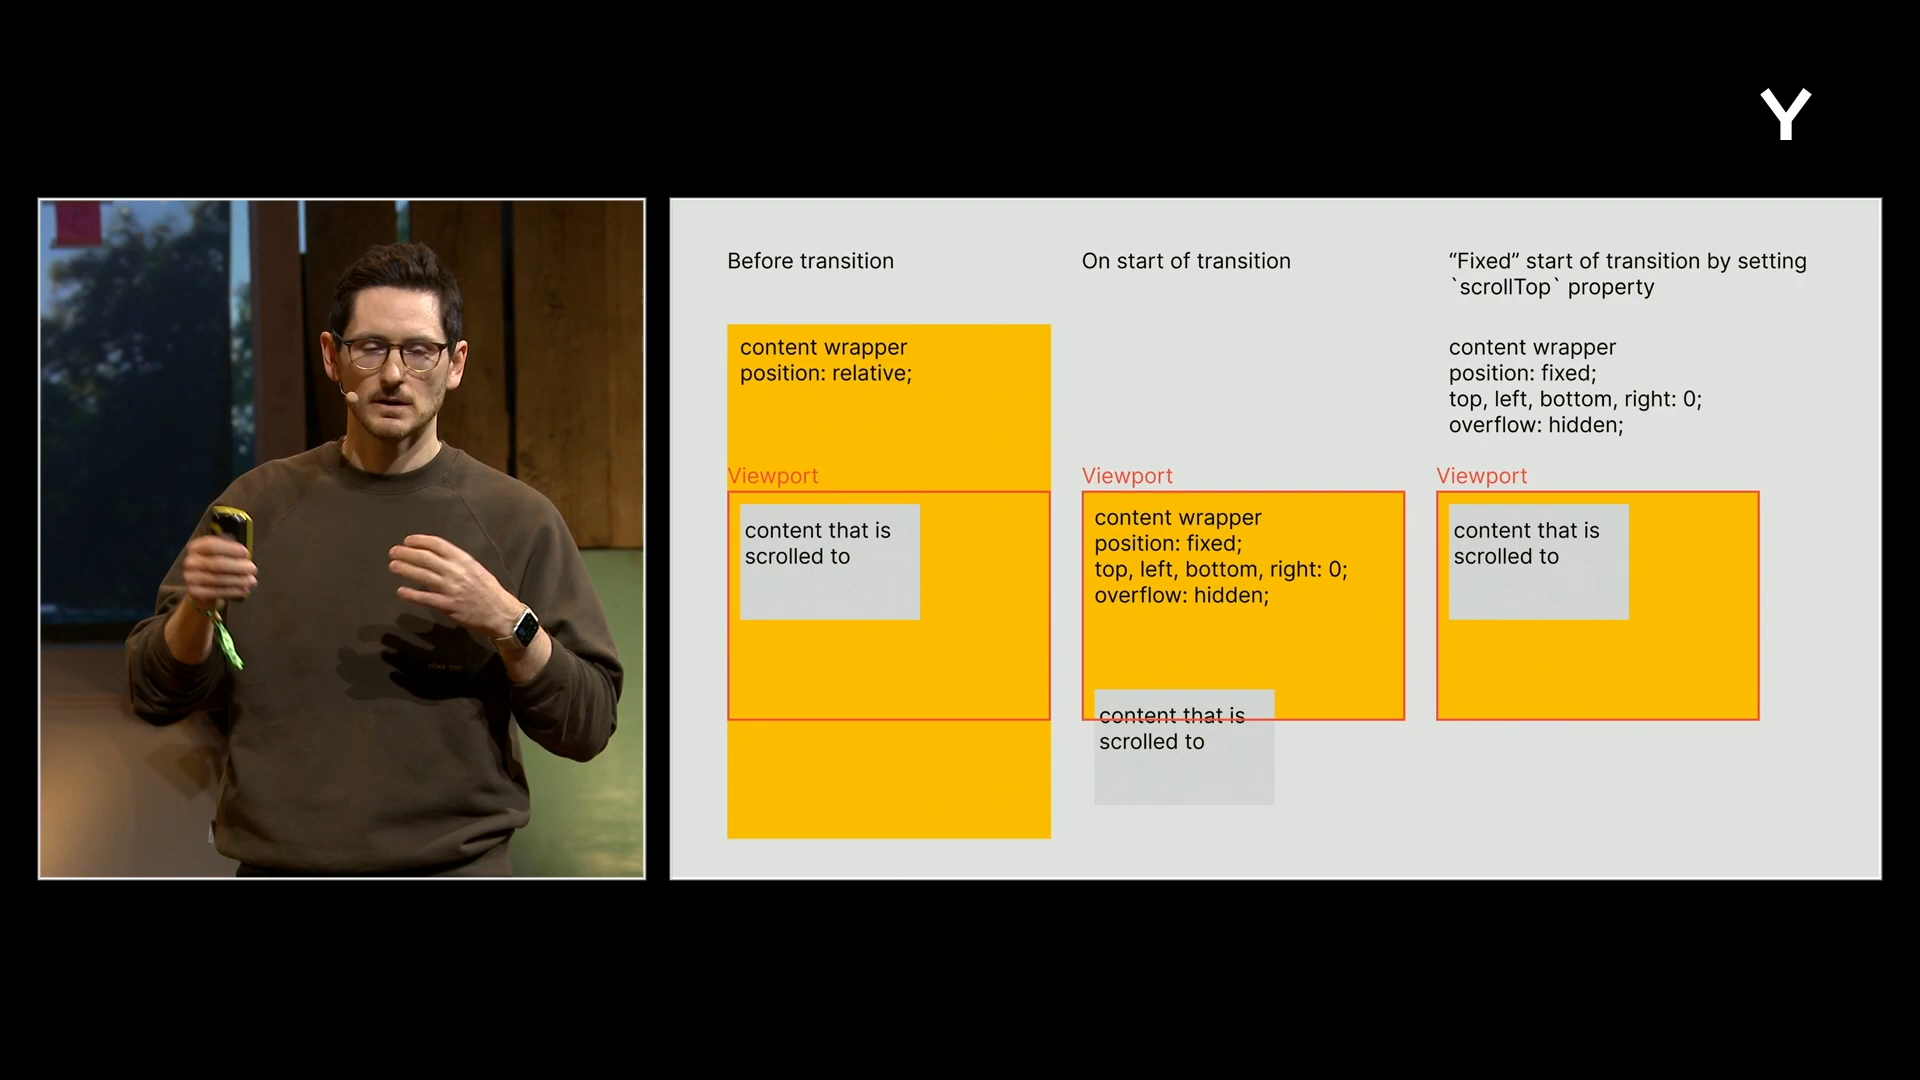 Y
Before transition
content wrapper
position: relative;
Viewport
content that is
scrolled to
On start of transition
Viewport
content wrapper
position: fixed;
top, left, bottom, right: 0;
overflow: hidden;
content that is
scrolled to
“Fixed” start of transition by setting
`scrollTop` property
content wrapper
position: fixed;
top, left, bottom, right: 0;
overflow: hidden;
Viewport
content that is
scrolled to